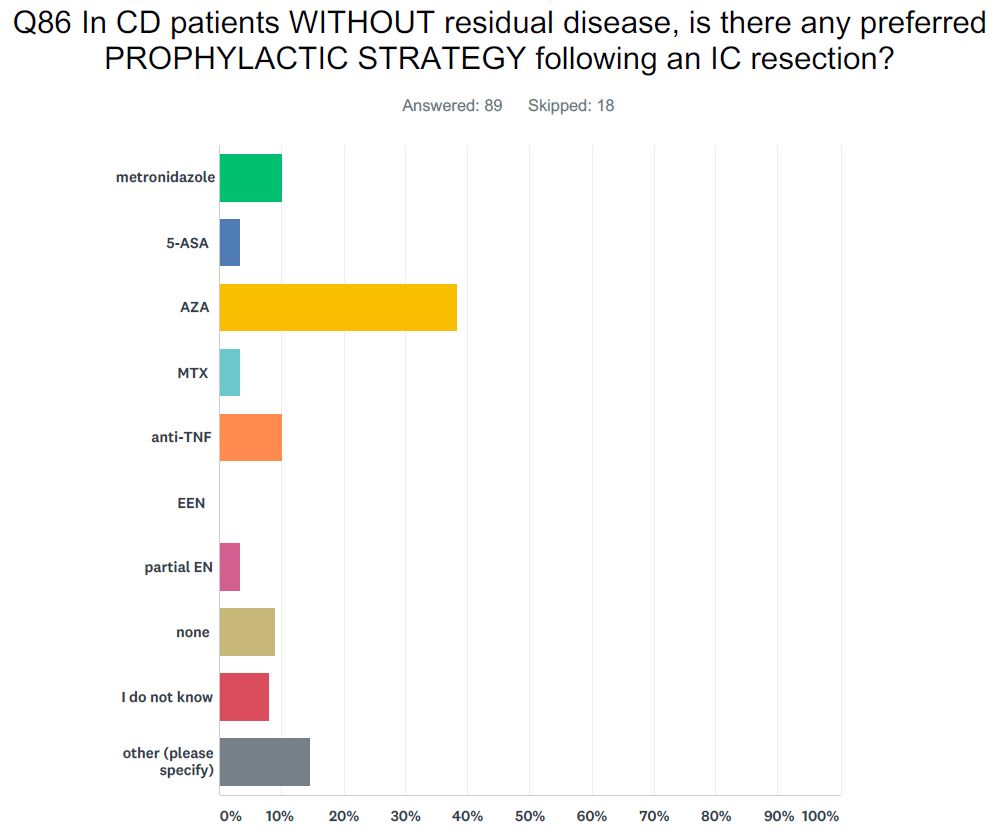 Q86 In CD patients WITHOUT residual disease, is there any preferred
PROPHYLACTIC STRATEGY following an IC resection?
Answered: 89 Skipped: 18
metronidazole
5-ASA
AZA
MTX
anti-TNF
EEN
partial EN
none
I do not know
other (please
specify)
0% 10% 20% 30% 40% 50% 60% 70% 80% 90% 100%